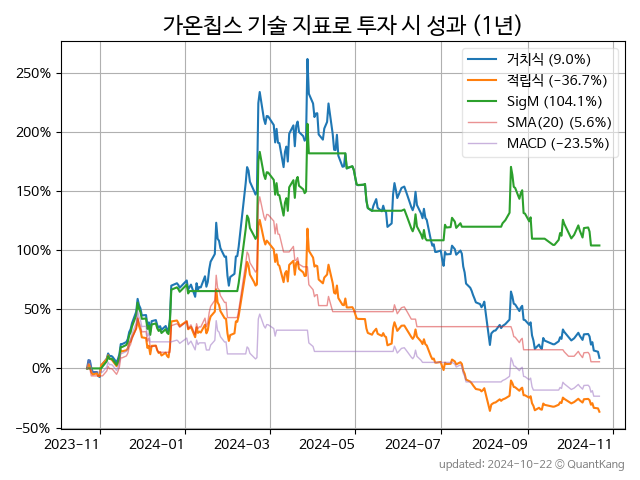 가온칩스 기술 지표로 투자 시 성과 (1년)
거치식 (9.0%)
적립식 (−36.7%)
SigM (104.1%)
SMA(20) (5.6%)
MACD (−23.5%)
250%
200%
150%
100%
50%
0%
−50%
2023-11
2024-01
2024-03
2024-05
2024-07
2024-09
2024-11
updated: 2024-10-22 © QuantKang